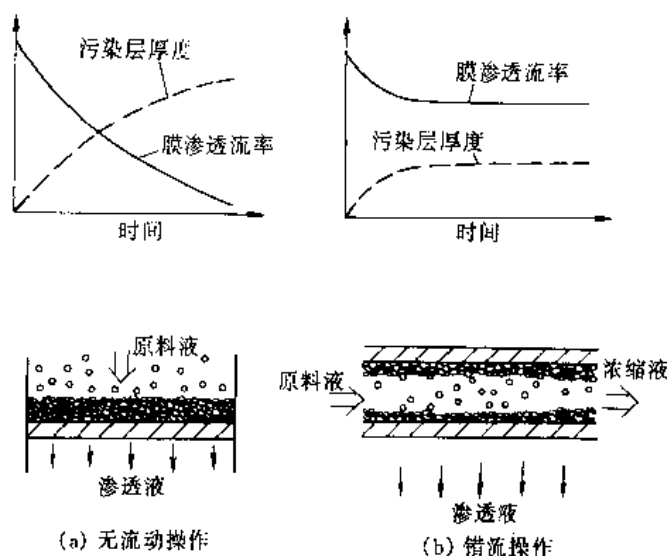 污染层厚度
膜渗透流率
时间
膜渗透流率
污染层厚度
时间
原料液
渗透液
(a) 无流动操作
原料液
浓缩液
渗透液
(b) 错流操作